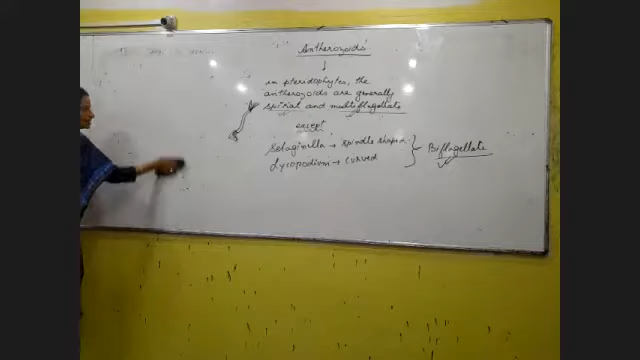 Antherozoids
↓
in pteridophytes, the
antherozoids are generally
spiral and multiflagellate
except
Selaginella → spindle shaped
Lycopodium → curved
Biflagellate